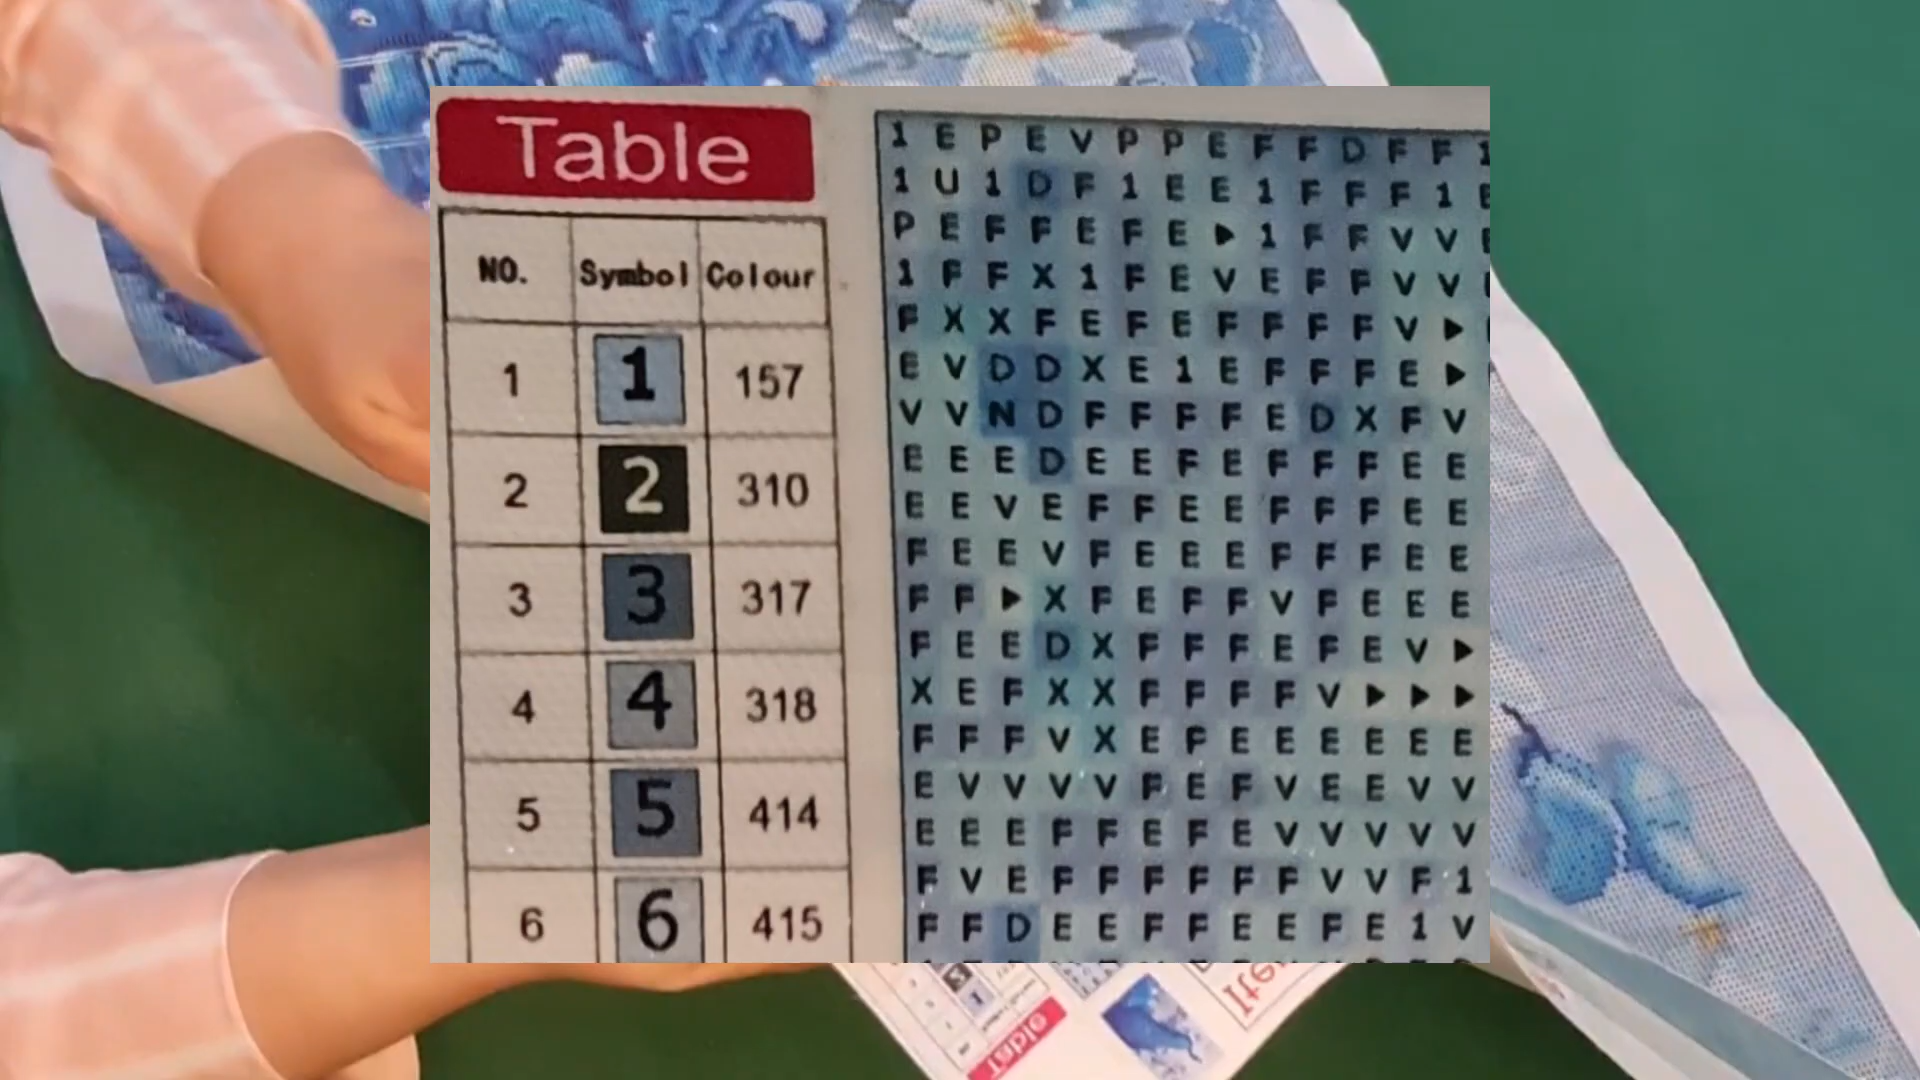 Table
NO. Symbol Colour
1 1 157
2 2 310
3 3 317
4 4 318
5 5 414
6 6 415
1 E P E V P P E F F D F F 1
1 U 1 D F 1 E E 1 F F F 1 E
P E F F E F E ▶ 1 F F V V E
1 F F X 1 F E V E F F V V
F X X F E F E F F F F V ▶
E V D D X E 1 E F F F E ▶
V V N D F F F F E D X F V
E E E D E E F E F F F E E
E E V E F F E E F F F E E
F E E V F E E E F F F E E
F F ▶ X F E F F V F E E E
F E E D X F F F E F E V ▶
X E F X X F F F F V ▶ ▶ ▶
F F F V X E F E E E E E E
E V V V V F E F V E E V V
E E E F F E F E V V V V V
F V E F F F F F F V V F 1
F F D E E F F E E F E 1 V
Table